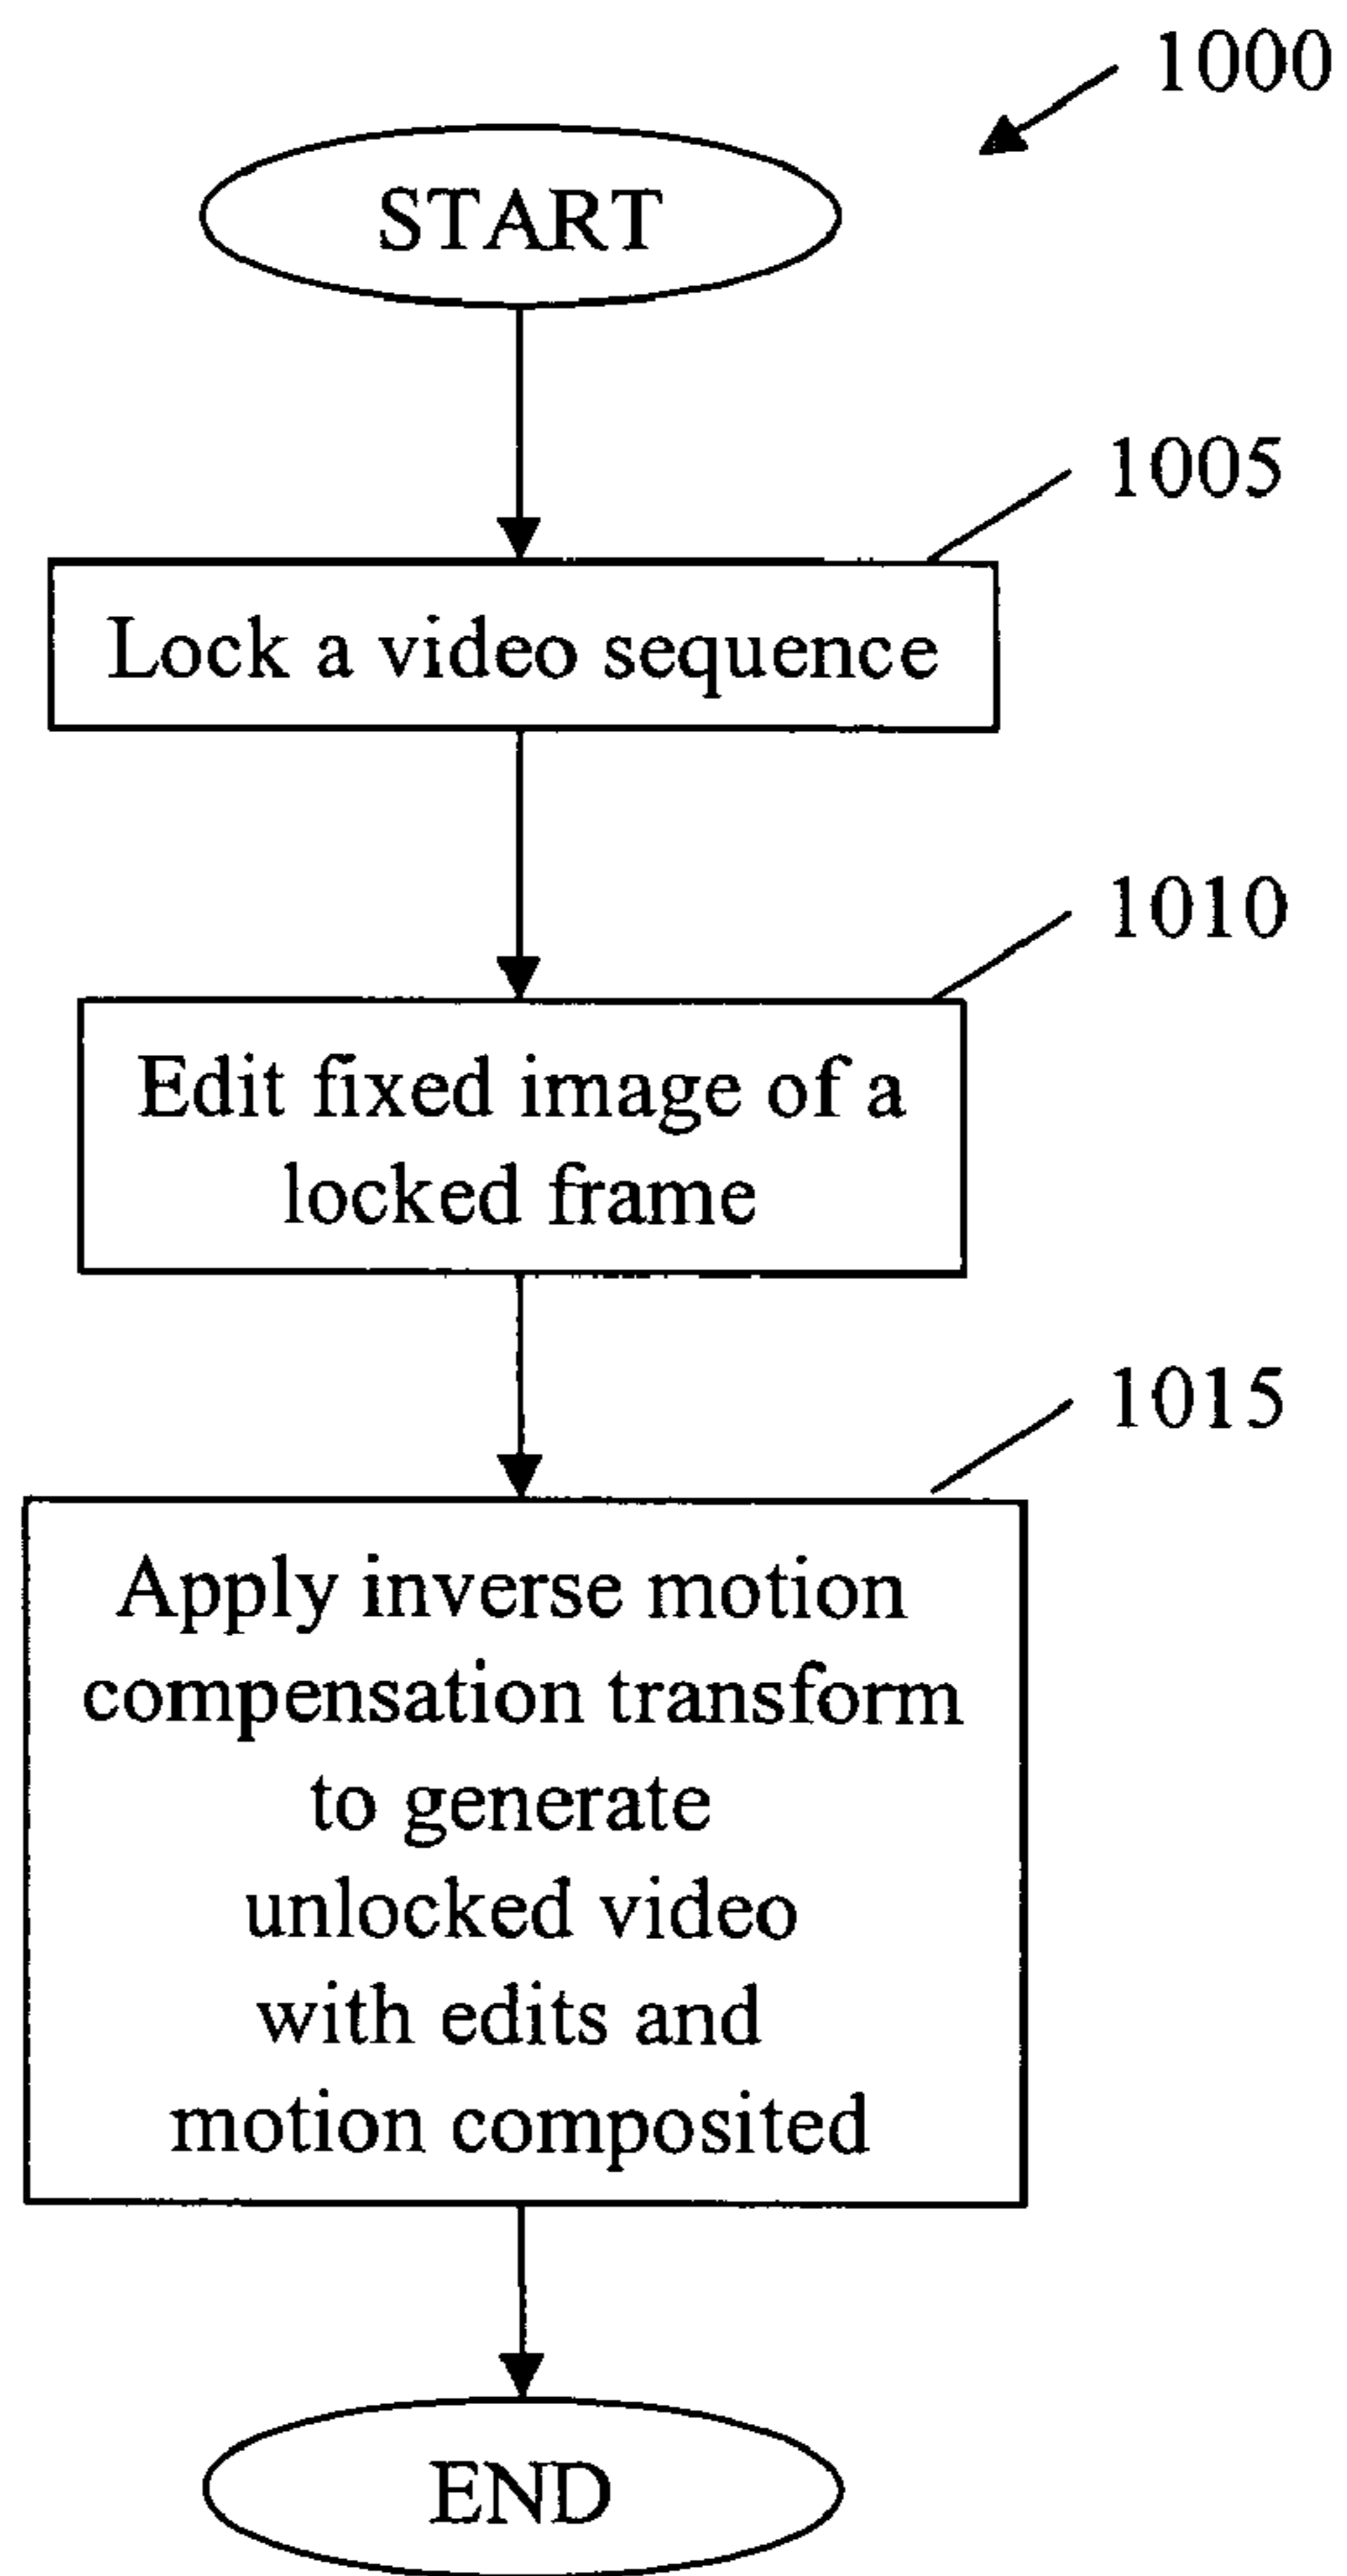 1000
START
1005
Lock a video sequence
1010
Edit fixed image of a
locked frame
1015
Apply inverse motion
compensation transform
to generate
unlocked video
with edits and
motion composited
END